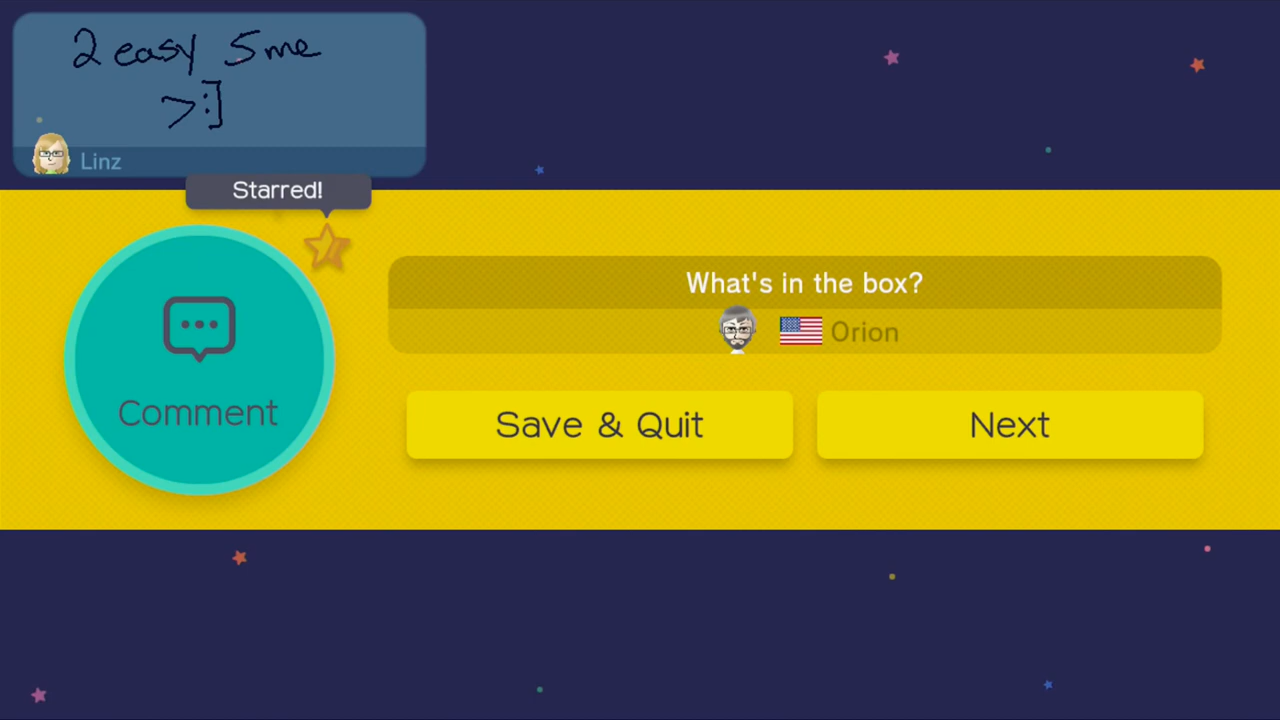 2 easy 5 me
>:]
Linz
Starred!
What's in the box?
Orion
Comment
Save & Quit
Next